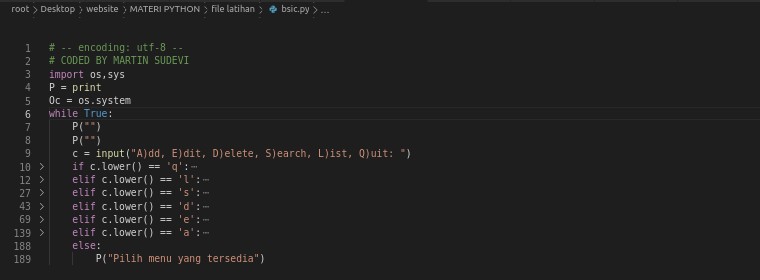 root > Desktop > website > MATERI PYTHON > file latihan > bsic.py > ...
1 # -- encoding: utf-8 --
2 # CODED BY MARTIN SUDEVI
3 import os,sys
4 P = print
5 Oc = os.system
6 while True:
7 P("")
8 P("")
9 c = input("A)dd, E)dit, D)elete, S)earch, L)ist, Q)uit: ")
10 > if c.lower() == 'q':⋯
12 > elif c.lower() == 'l':⋯
27 > elif c.lower() == 's':⋯
43 > elif c.lower() == 'd':⋯
69 > elif c.lower() == 'e':⋯
139 > elif c.lower() == 'a':⋯
188 else:
189 P("Pilih menu yang tersedia")